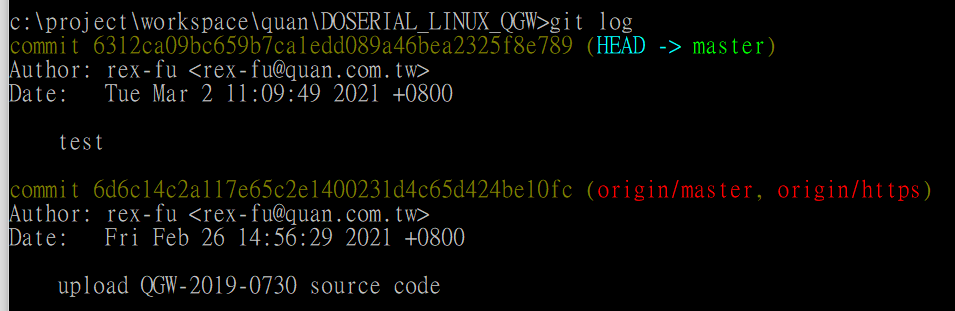 c:\project\workspace\quan\DOSERIAL_LINUX_QGW>git log
commit 6312ca09bc659b7ca1edd089a46bea2325f8e789 (HEAD -> master)
Author: rex-fu <rex-fu@quan.com.tw>
Date:   Tue Mar 2 11:09:49 2021 +0800
test
commit 6d6c14c2a117e65c2e1400231d4c65d424be10fc (origin/master, origin/https)
Author: rex-fu <rex-fu@quan.com.tw>
Date:   Fri Feb 26 14:56:29 2021 +0800
upload QGW-2019-0730 source code